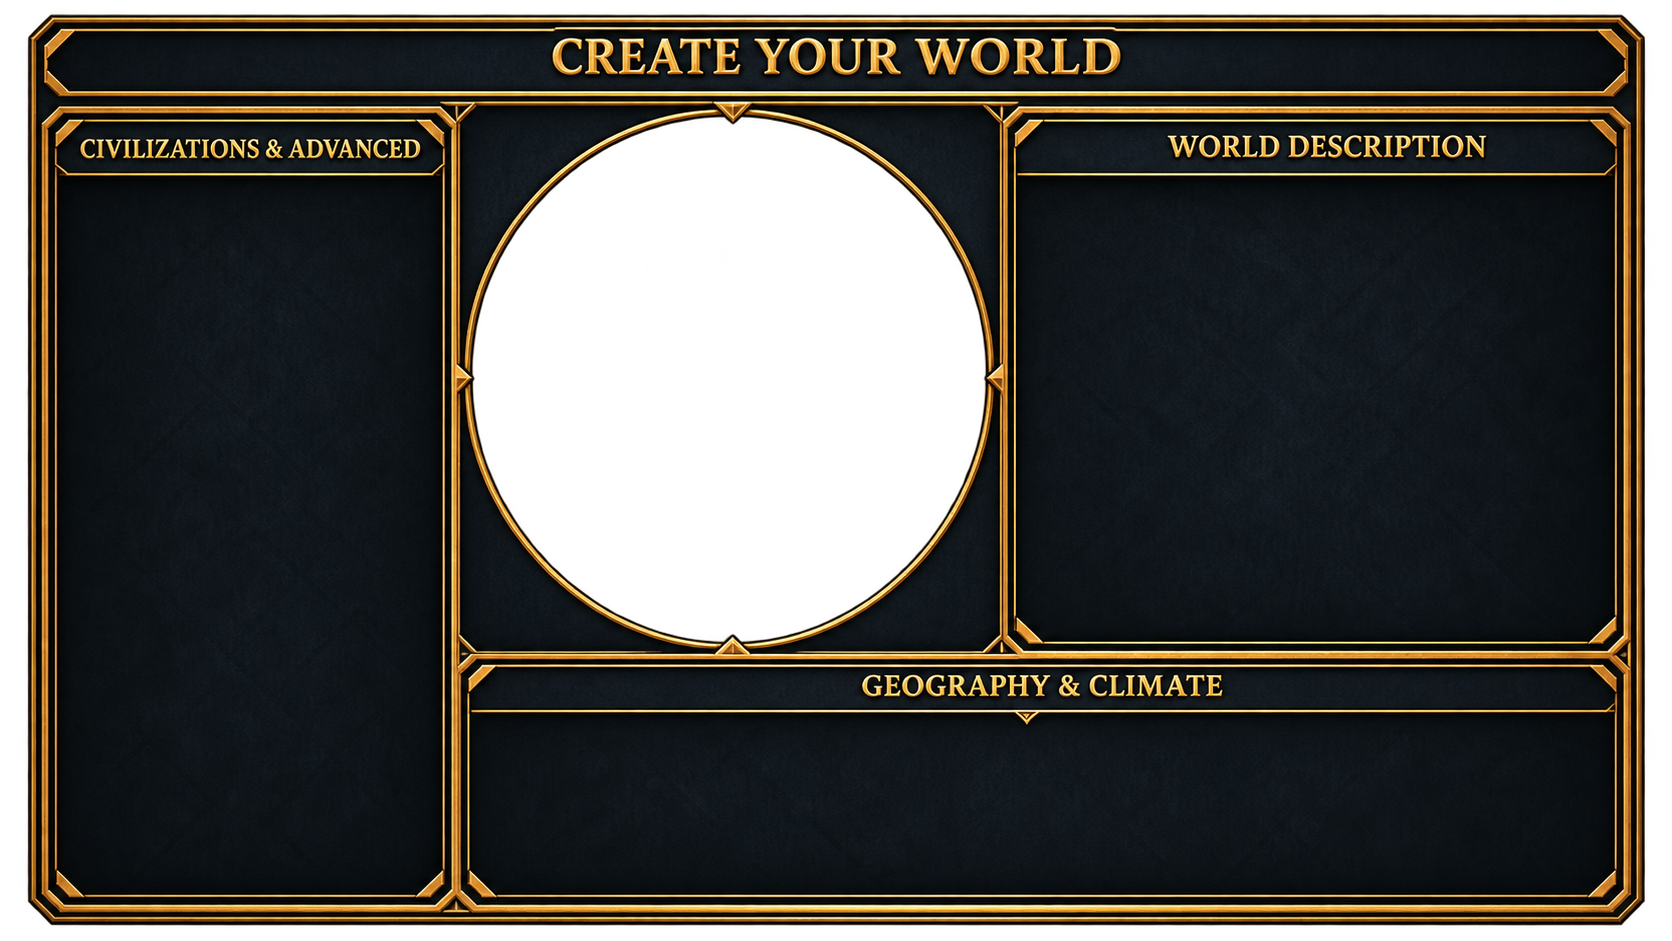 CREATE YOUR WORLD
CIVILIZATIONS & ADVANCED
WORLD DESCRIPTION
GEOGRAPHY & CLIMATE